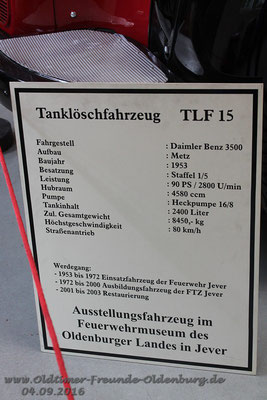 Tanklöschfahrzeug TLF 15
Fahrgestell : Daimler Benz 3500
Aufbau : Metz
Baujahr : 1953
Besatzung : Staffel 1/5
Leistung : 90 PS / 2800 U/min
Hubraum : 4580 ccm
Pumpe : Heckpumpe 16/8
Tankinhalt : 2400 Liter
Zul. Gesamtgewicht : 8450,- kg
Höchstgeschwindigkeit : 80 km/h
Straßenantrieb
Werdegang:
- 1953 bis 1972 Einsatzfahrzeug der Feuerwehr Jever
- 1972 bis 2000 Ausbildungsfahrzeug der FTZ Jever
- 2001 bis 2003 Restaurierung
Ausstellungsfahrzeug im
Feuerwehrmuseum des
Oldenburger Landes in Jever
www.Oldtimer-Freunde-Oldenburg.de
04.09.2016